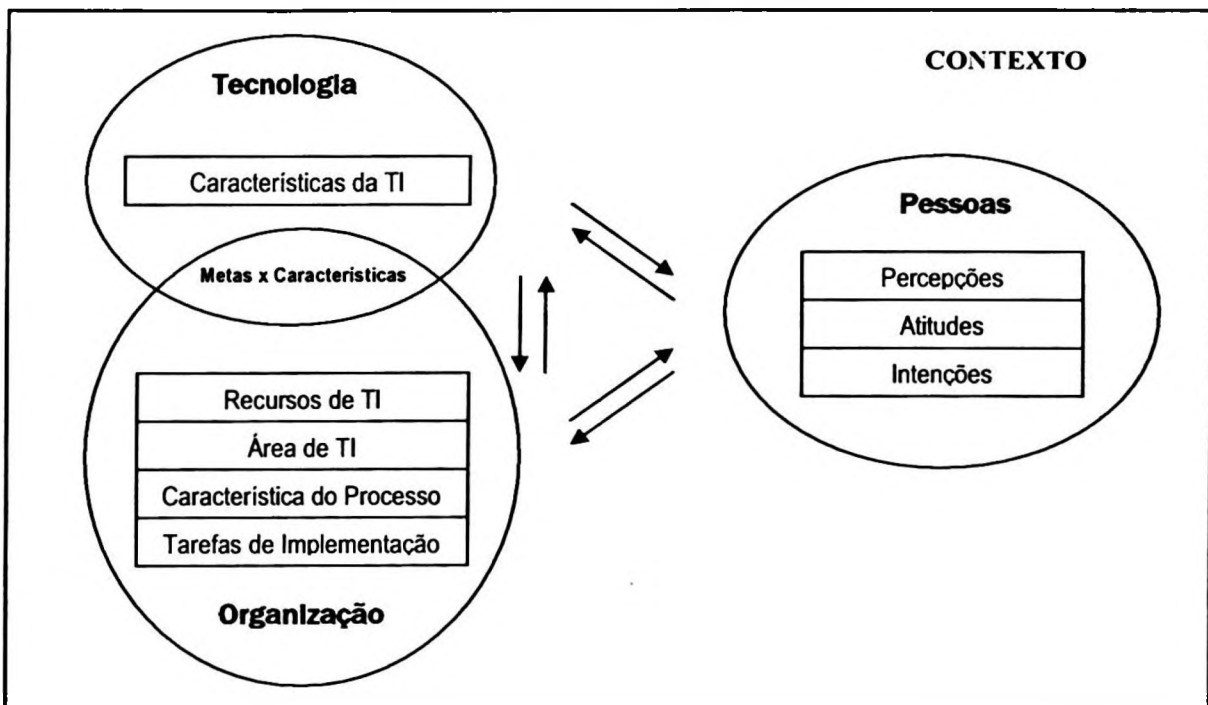 CONTEXTO
Tecnologia
Características da TI
Metas x Características
Recursos de TI
Área de TI
Característica do Processo
Tarefas de Implementação
Organização
Pessoas
Percepções
Atitudes
Intenções